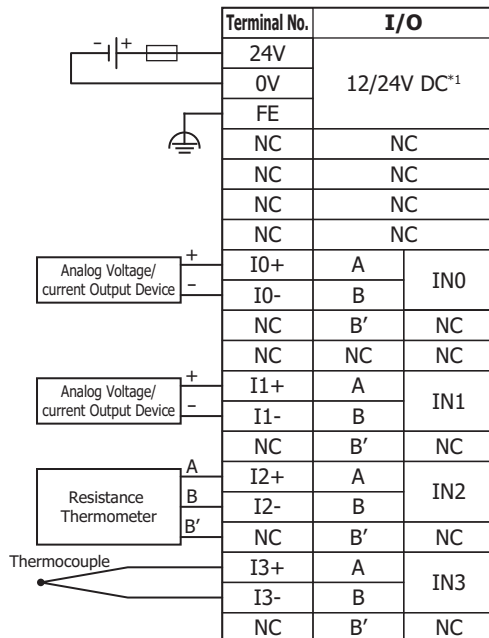 Terminal No. I/O
- + 24V
0V 12/24V DC*1
FE
NC NC
NC NC
NC NC
NC NC
Analog Voltage/
current Output Device
+ I0+ A IN0
- I0- B
NC B′ NC
NC NC NC
Analog Voltage/
current Output Device
+ I1+ A IN1
- I1- B
NC B′ NC
Resistance
Thermometer
A I2+ A IN2
B I2- B
B′ NC B′ NC
Thermocouple
I3+ A IN3
I3- B
NC B′ NC